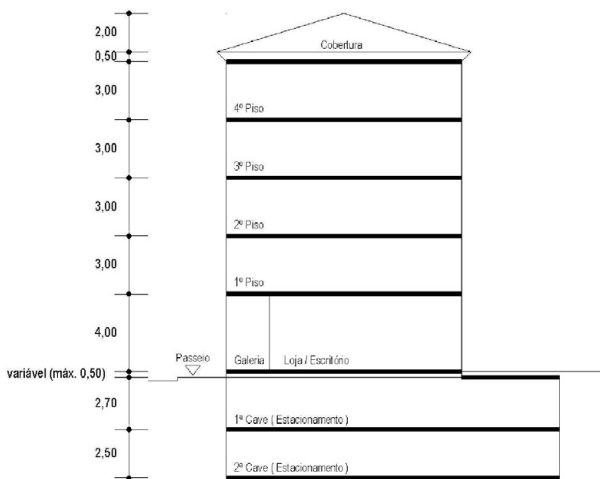 2,00
Cobertura
0,50
3,00
4º Piso
3,00
3º Piso
3,00
2º Piso
3,00
1º Piso
4,00
Passeio
Galeria
Loja / Escritório
variável (máx. 0,50)
2,70
1ª Cave ( Estacionamento )
2,50
2ª Cave ( Estacionamento )